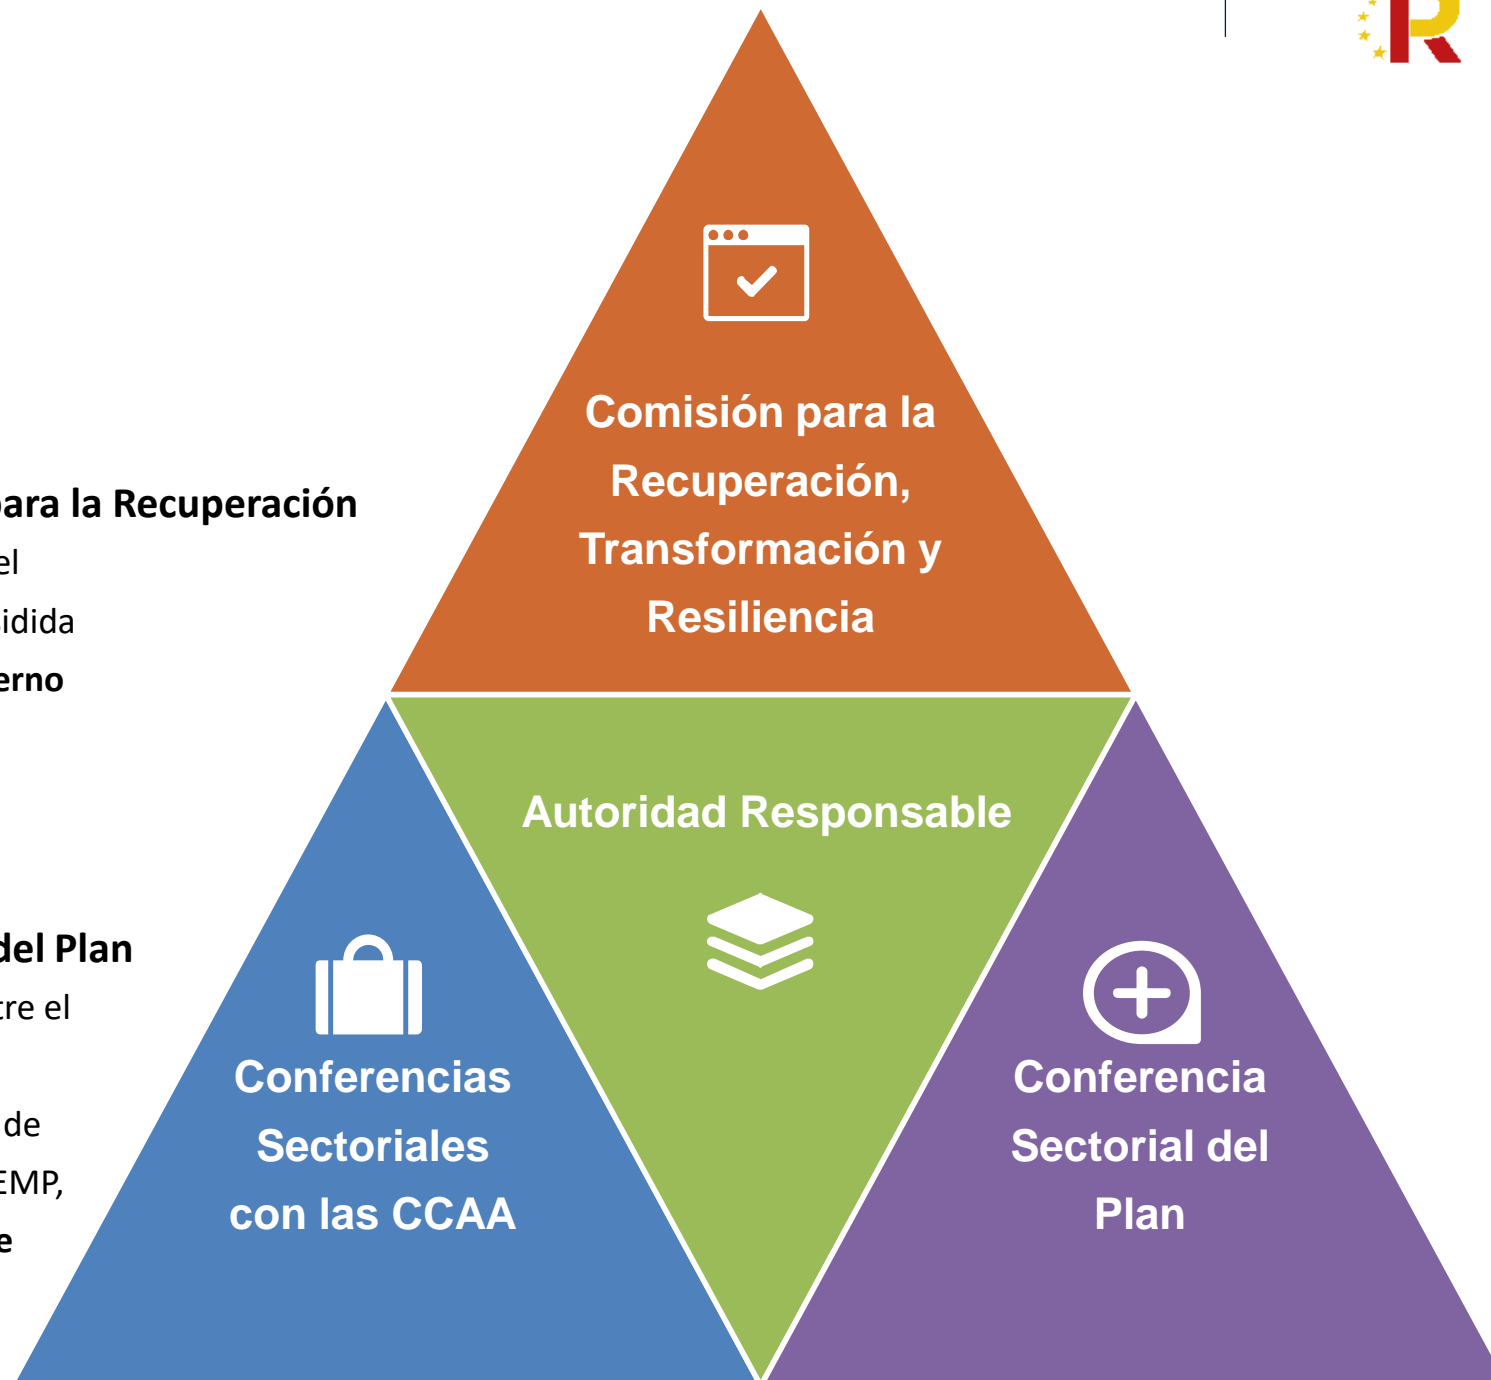 Comisión para la
Recuperación,
Transformación y
Resiliencia
para la Recuperación
el
idida
erno
Autoridad Responsable
del Plan
tre el
de
EMP,
e
Conferencias
Sectoriales
con las CCAA
Conferencia
Sectorial del
Plan
R